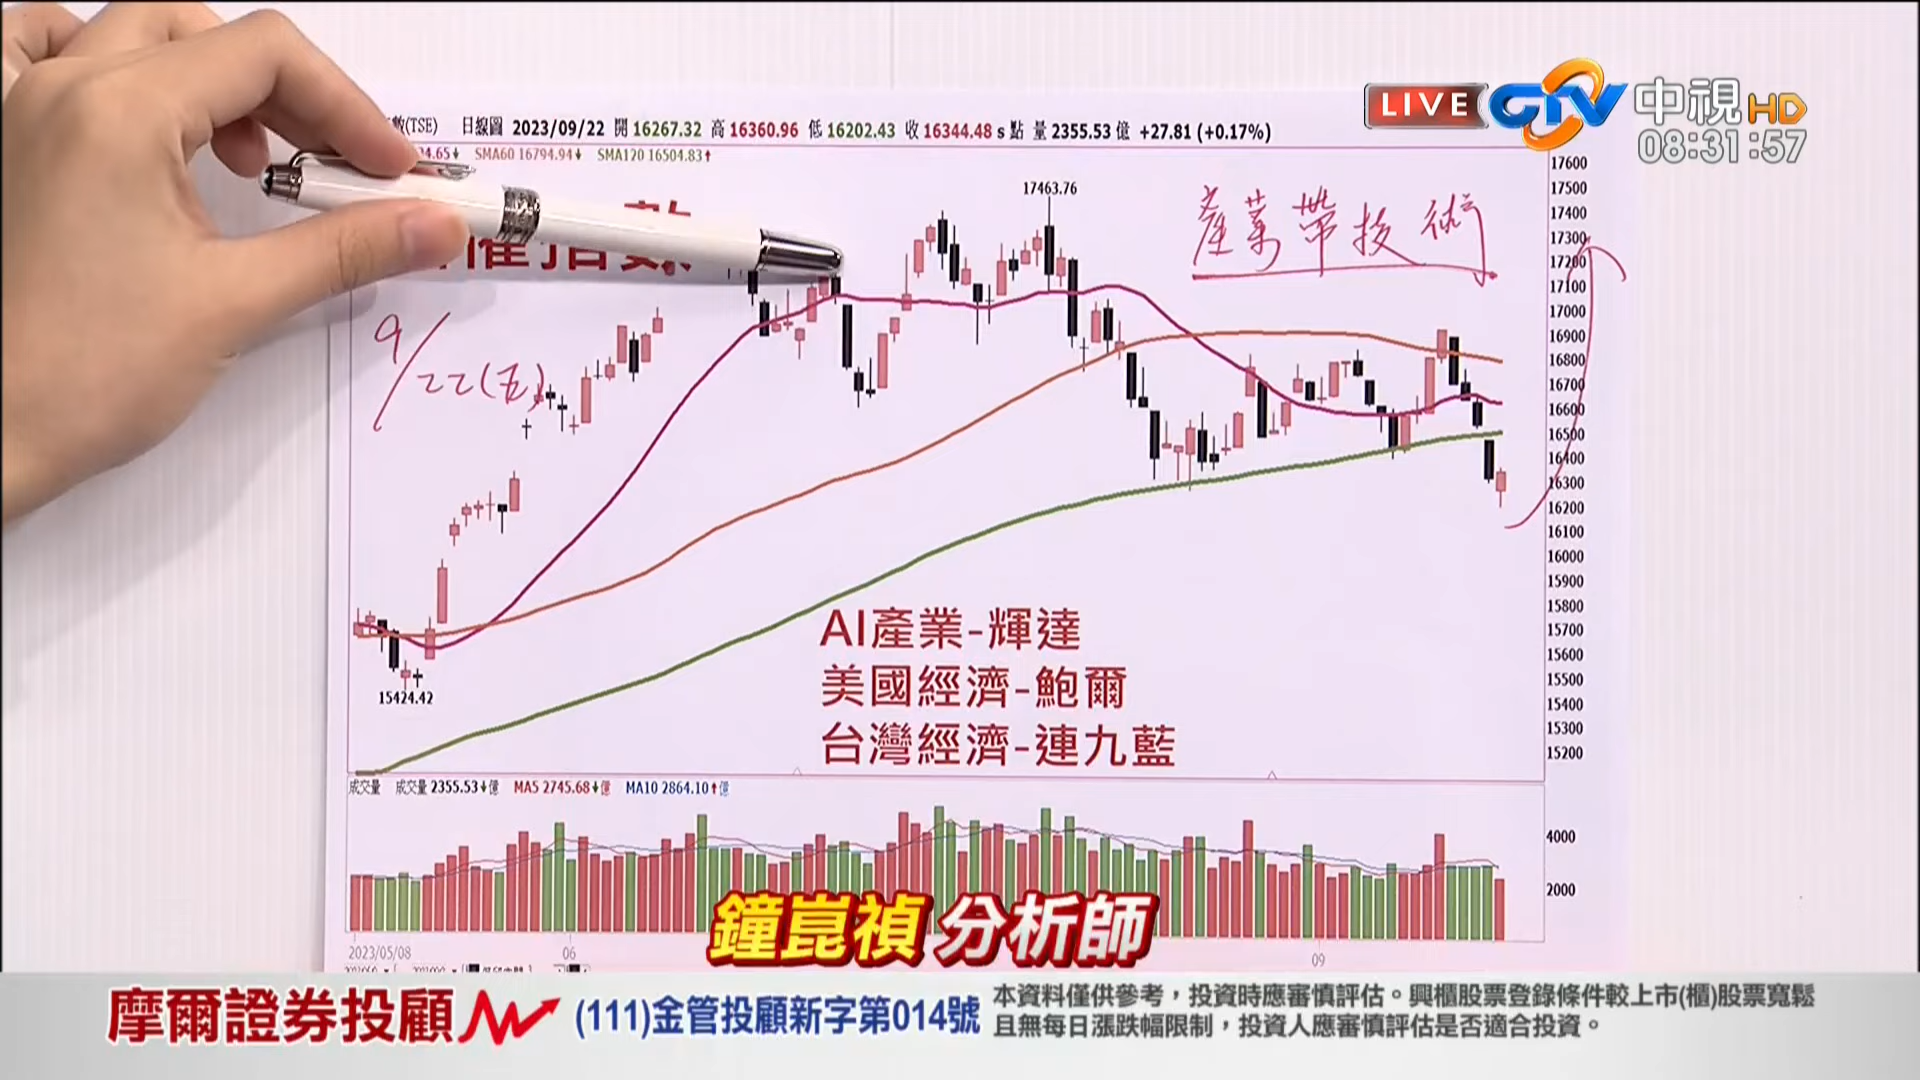 LIVE CTV 中視HD
08:31:57
數(TSE) 日線圖 2023/09/22 開 16267.32 高 16360.96 低 16202.43 收 16344.48 s 點 量 2355.53 億 +27.81 (+0.17%)
4.65↓ SMA60 16794.94↓ SMA120 16504.83↑
17463.76
產業帶技術
權指數
9/22(五)
15424.42
AI產業-輝達
美國經濟-鮑爾
台灣經濟-連九藍
17600
17500
17400
17300
17200
17100
17000
16900
16800
16700
16600
16500
16400
16300
16200
16100
16000
15900
15800
15700
15600
15500
15400
15300
15200
成交量 成交量 2355.53↓億 MA5 2745.68↓億 MA10 2864.10↑億
4000
2000
2023/05/08 06 09
鐘崑禎 分析師
摩爾證券投顧 (111)金管投顧新字第014號
本資料僅供參考，投資時應審慎評估。興櫃股票登錄條件較上市(櫃)股票寬鬆
且無每日漲跌幅限制，投資人應審慎評估是否適合投資。